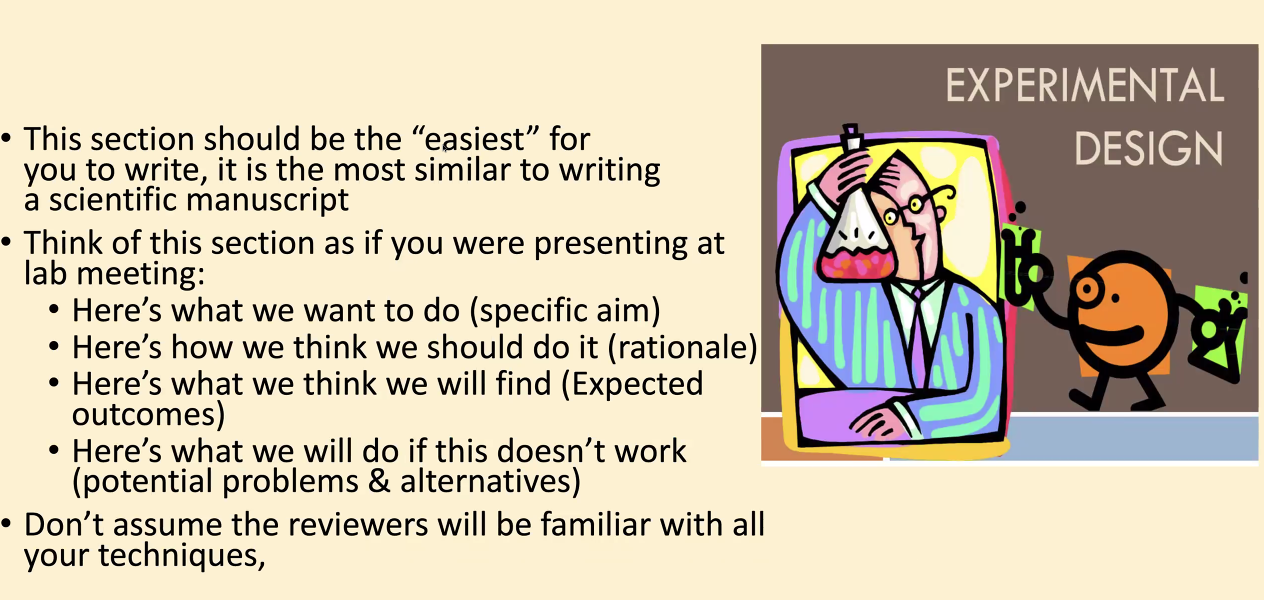 • This section should be the “easiest” for
you to write, it is the most similar to writing
a scientific manuscript
• Think of this section as if you were presenting at
lab meeting:
• Here’s what we want to do (specific aim)
• Here’s how we think we should do it (rationale)
• Here’s what we think we will find (Expected
outcomes)
• Here’s what we will do if this doesn’t work
(potential problems & alternatives)
• Don’t assume the reviewers will be familiar with all
your techniques,
EXPERIMENTAL
DESIGN